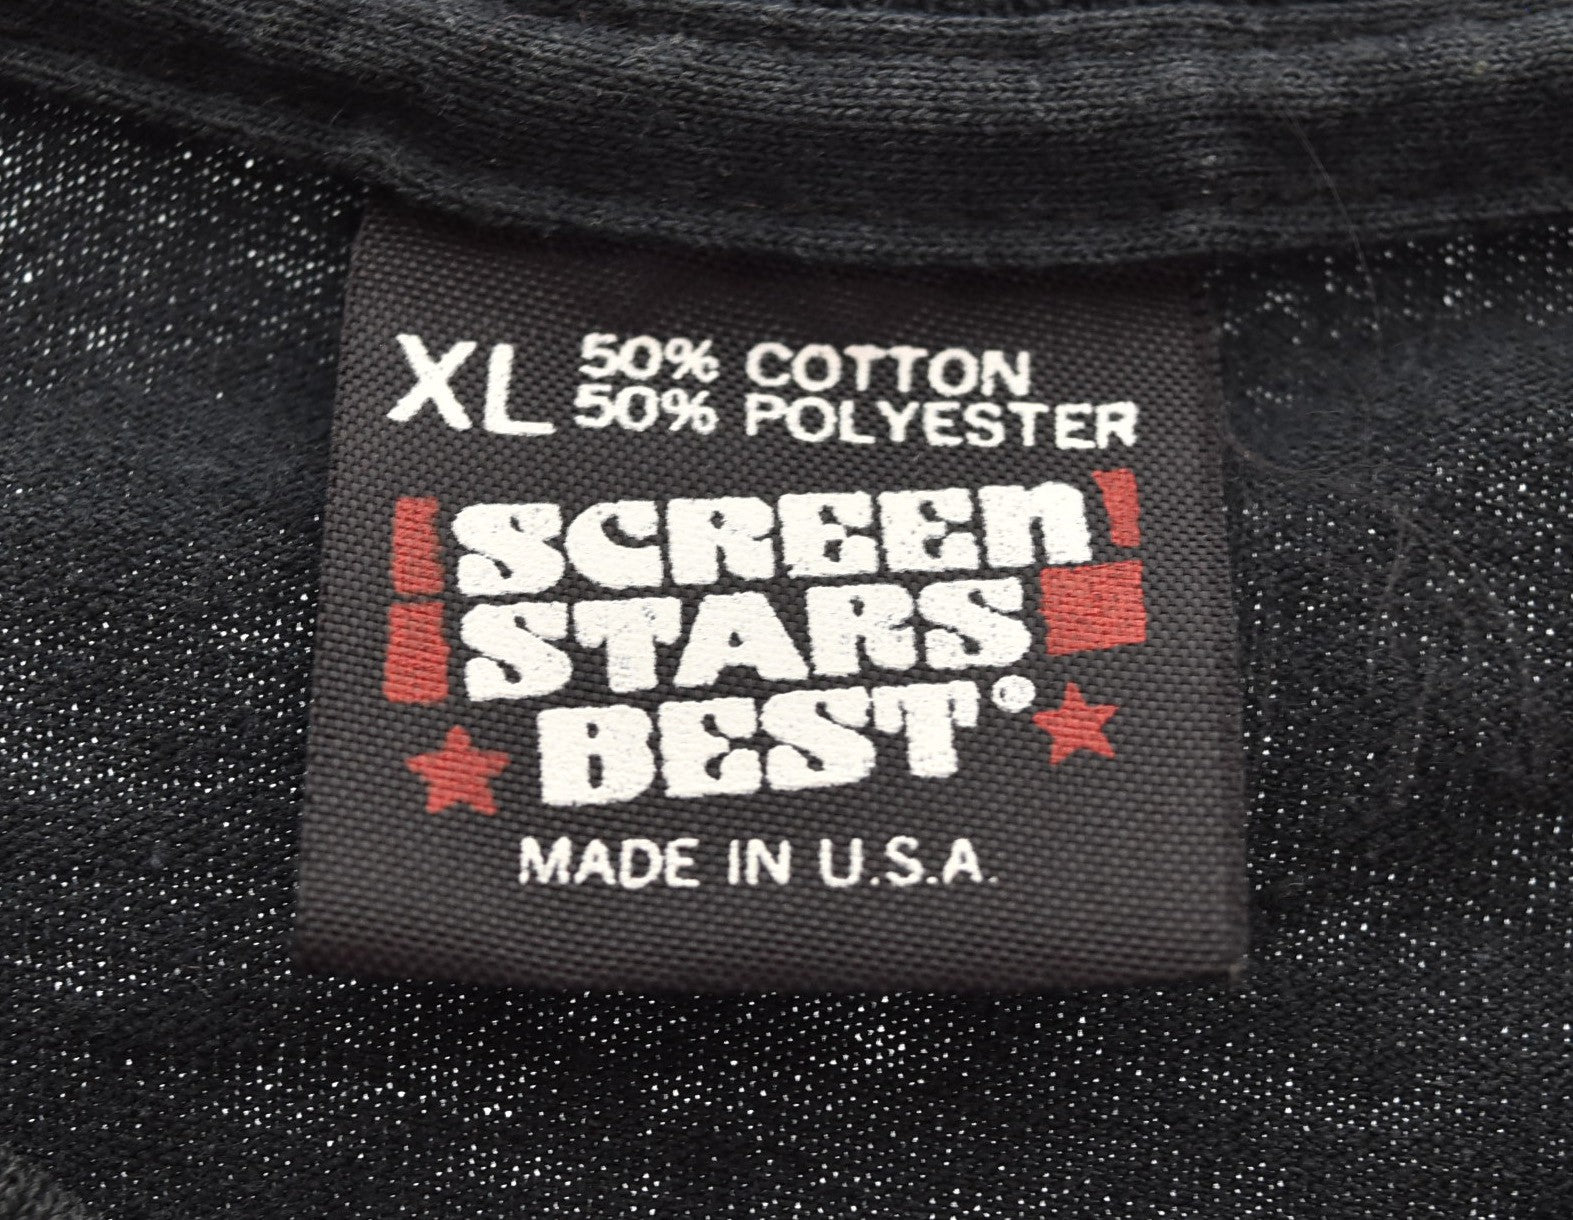 XL 50% COTTON
50% POLYESTER
SCREEn
STARS
BEST®
MADE IN U.S.A.